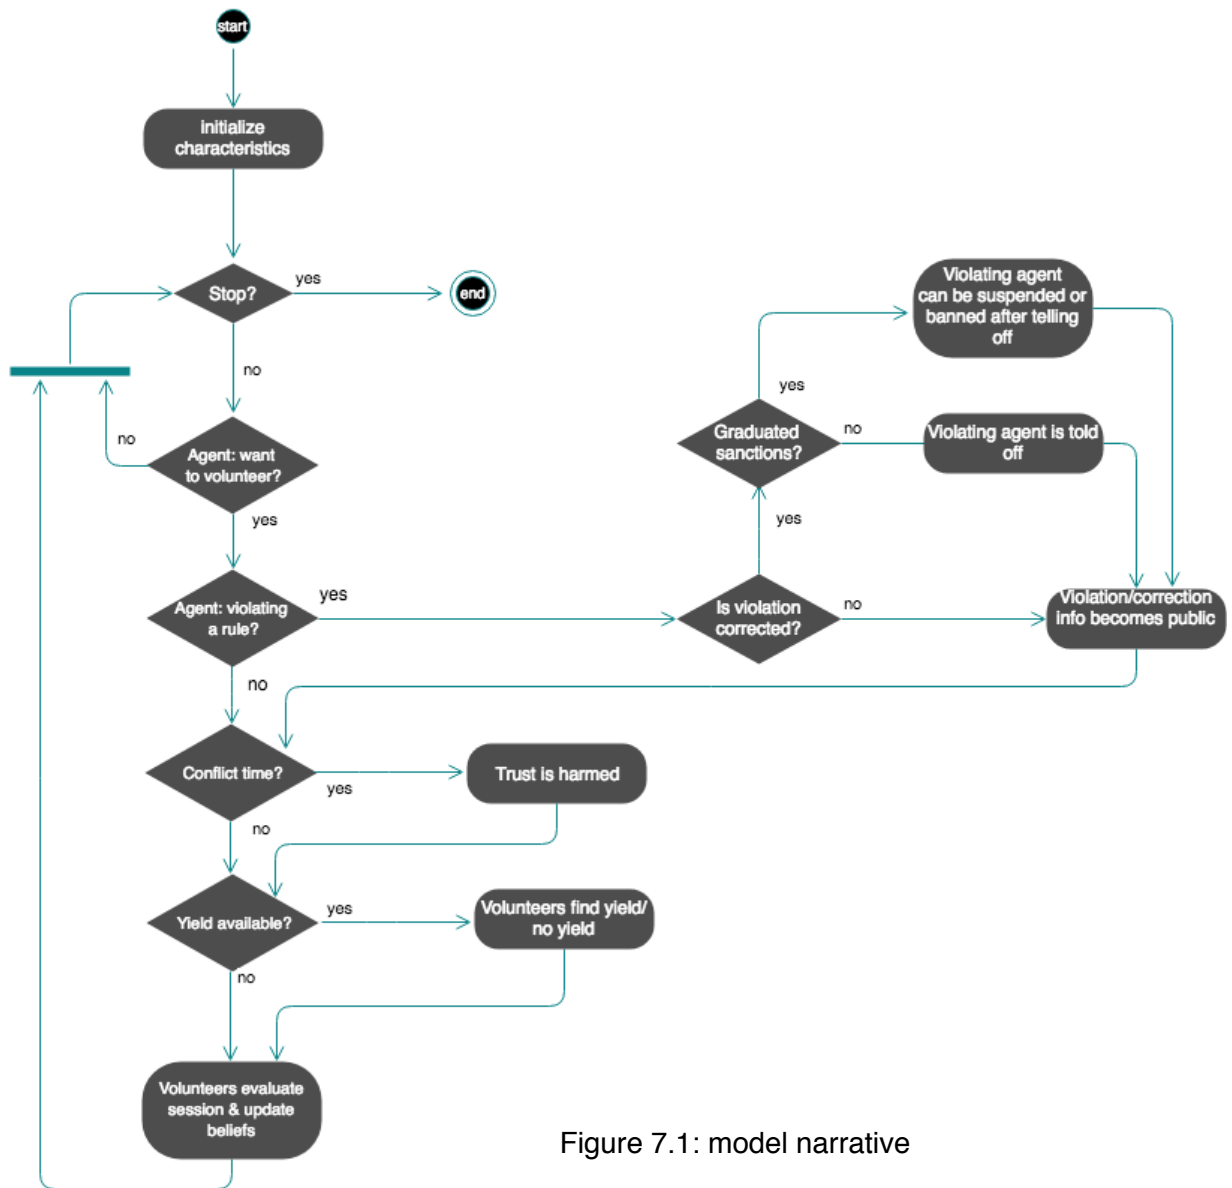 start
initialize
characteristics
Stop?
yes
end
no
no
Agent: want
to volunteer?
yes
Agent: violating
a rule?
yes
no
Is violation
corrected?
no
yes
Graduated
sanctions?
no
yes
Violating agent
can be suspended or
banned after telling
off
Violating agent is told
off
Violation/correction
info becomes public
Conflict time?
yes
no
Trust is harmed
Yield available?
yes
no
Volunteers find yield/
no yield
Volunteers evaluate
session & update
beliefs
Figure 7.1: model narrative